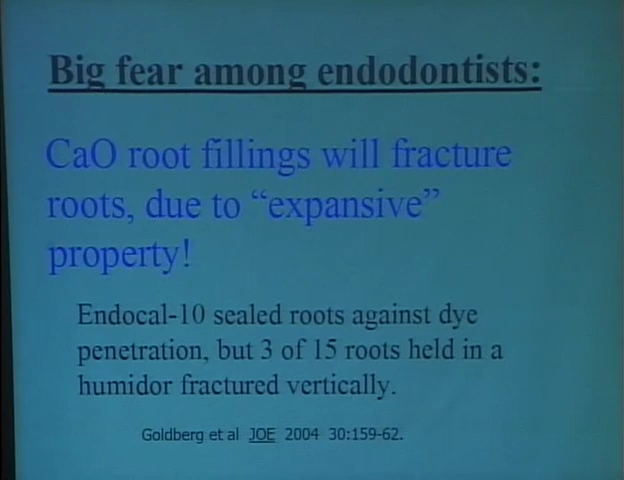 Big fear among endodontists:
CaO root fillings will fracture
roots, due to “expansive”
property!
Endocal-10 sealed roots against dye
penetration, but 3 of 15 roots held in a
humidor fractured vertically.
Goldberg et al JOE 2004 30:159-62.